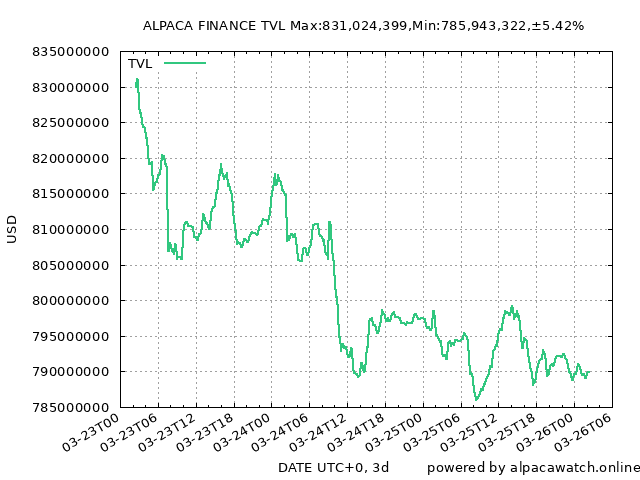 ALPACA FINANCE TVL Max:831,024,399,Min:785,943,322,±5.42%
TVL
835000000
830000000
825000000
820000000
815000000
810000000
805000000
800000000
795000000
790000000
785000000
USD
03-23T00
03-23T06
03-23T12
03-23T18
03-24T00
03-24T06
03-24T12
03-24T18
03-25T00
03-25T06
03-25T12
03-25T18
03-26T00
03-26T06
DATE UTC+0, 3d
powered by alpacawatch.online